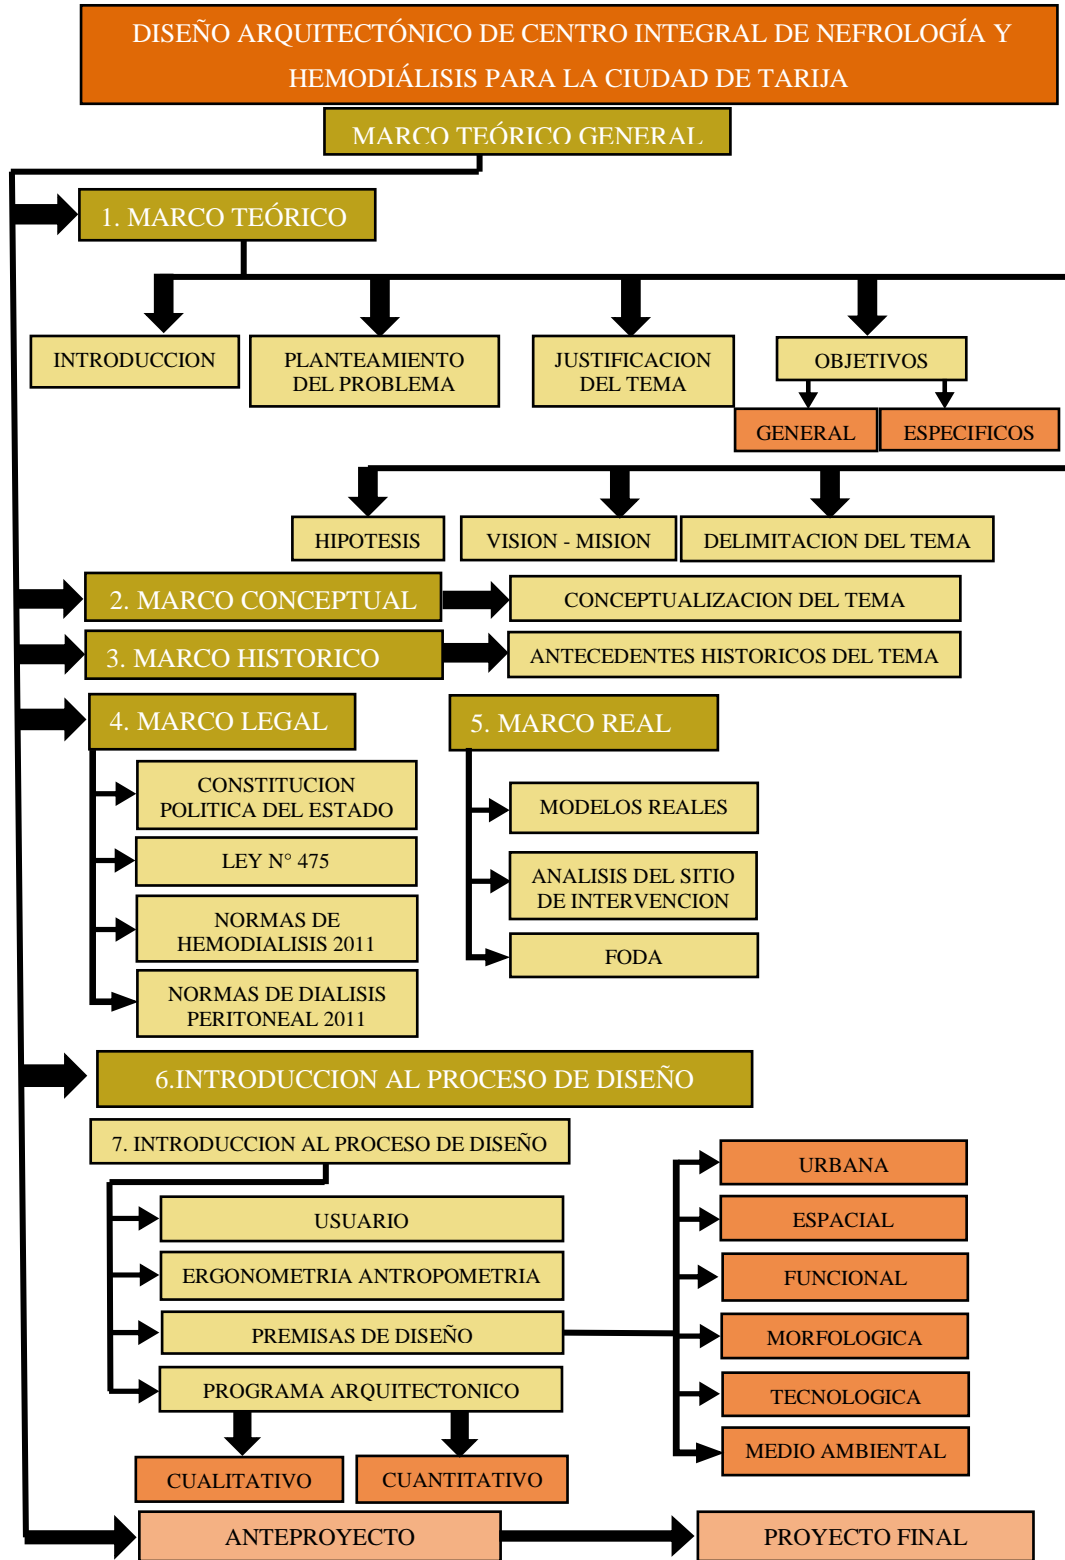 DISEÑO ARQUITECTÓNICO DE CENTRO INTEGRAL DE NEFROLOGÍA Y
HEMODIÁLISIS PARA LA CIUDAD DE TARIJA
MARCO TEÓRICO GENERAL
1. MARCO TEÓRICO
INTRODUCCION
PLANTEAMIENTO
DEL PROBLEMA
JUSTIFICACION
DEL TEMA
OBJETIVOS
GENERAL
ESPECIFICOS
HIPOTESIS
VISION - MISION
DELIMITACION DEL TEMA
2. MARCO CONCEPTUAL
CONCEPTUALIZACION DEL TEMA
3. MARCO HISTORICO
ANTECEDENTES HISTORICOS DEL TEMA
4. MARCO LEGAL
CONSTITUCION
POLITICA DEL ESTADO
LEY N° 475
NORMAS DE
HEMODIALISIS 2011
NORMAS DE DIALISIS
PERITONEAL 2011
5. MARCO REAL
MODELOS REALES
ANALISIS DEL SITIO
DE INTERVENCION
FODA
6.INTRODUCCION AL PROCESO DE DISEÑO
7. INTRODUCCION AL PROCESO DE DISEÑO
USUARIO
ERGONOMETRIA ANTROPOMETRIA
PREMISAS DE DISEÑO
PROGRAMA ARQUITECTONICO
CUALITATIVO
CUANTITATIVO
URBANA
ESPACIAL
FUNCIONAL
MORFOLOGICA
TECNOLOGICA
MEDIO AMBIENTAL
ANTEPROYECTO
PROYECTO FINAL